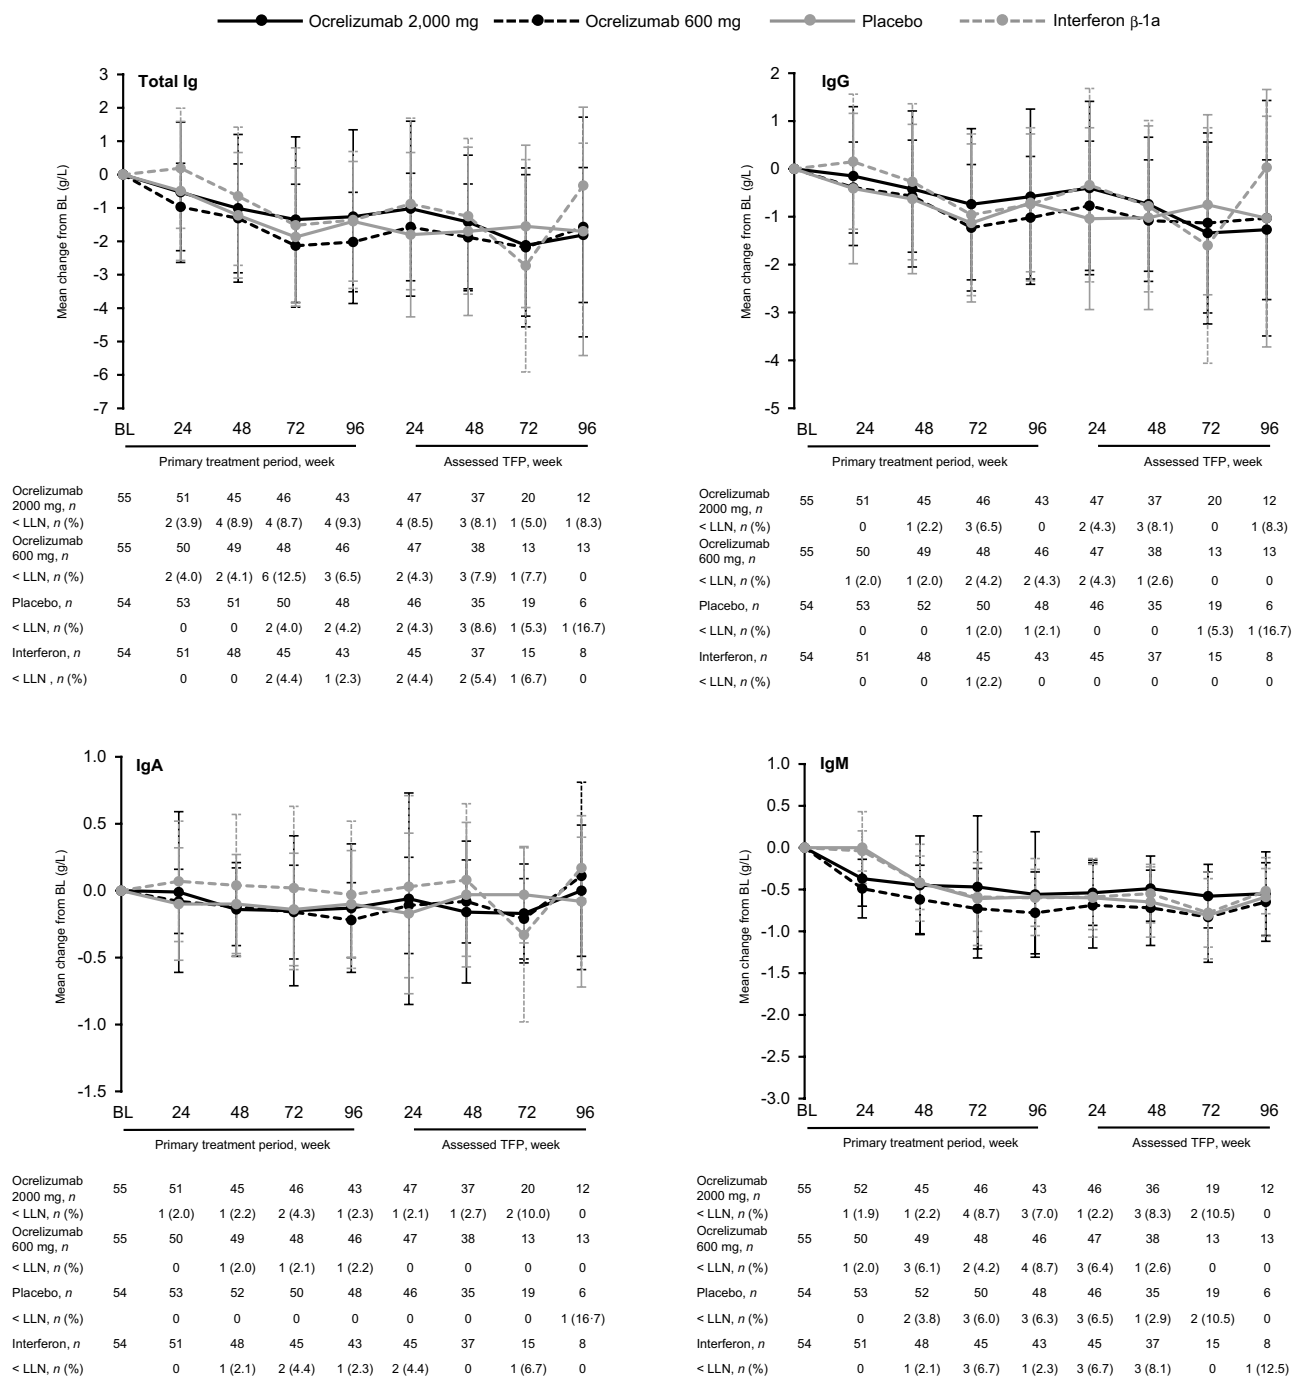 Ocrelizumab 2,000 mg Ocrelizumab 600 mg Placebo Interferon β-1a
Total Ig
Mean change from BL (g/L)
3
2
1
0
-1
-2
-3
-4
-5
-6
-7
BL 24 48 72 96 24 48 72 96
Primary treatment period, week Assessed TFP, week
Ocrelizumab
2000 mg, n 55 51 45 46 43 47 37 20 12
< LLN, n (%) 2 (3.9) 4 (8.9) 4 (8.7) 4 (9.3) 4 (8.5) 3 (8.1) 1 (5.0) 1 (8.3)
Ocrelizumab
600 mg, n 55 50 49 48 46 47 38 13 13
< LLN, n (%) 2 (4.0) 2 (4.1) 6 (12.5) 3 (6.5) 2 (4.3) 3 (7.9) 1 (7.7) 0
Placebo, n 54 53 51 50 48 46 35 19 6
< LLN, n (%) 0 0 2 (4.0) 2 (4.2) 2 (4.3) 3 (8.6) 1 (5.3) 1 (16.7)
Interferon, n 54 51 48 45 43 45 37 15 8
< LLN , n (%) 0 0 2 (4.4) 1 (2.3) 2 (4.4) 2 (5.4) 1 (6.7) 0
IgG
Mean change from BL (g/L)
2
1
0
-1
-2
-3
-4
-5
BL 24 48 72 96 24 48 72 96
Primary treatment period, week Assessed TFP, week
Ocrelizumab
2000 mg, n 55 51 45 46 43 47 37 20 12
< LLN, n (%) 0 1 (2.2) 3 (6.5) 0 2 (4.3) 3 (8.1) 0 1 (8.3)
Ocrelizumab
600 mg, n 55 50 49 48 46 47 38 13 13
< LLN, n (%) 1 (2.0) 1 (2.0) 2 (4.2) 2 (4.3) 2 (4.3) 1 (2.6) 0 0
Placebo, n 54 53 52 50 48 46 35 19 6
< LLN, n (%) 0 0 1 (2.0) 1 (2.1) 0 0 1 (5.3) 1 (16.7)
Interferon, n 54 51 48 45 43 45 37 15 8
< LLN, n (%) 0 0 1 (2.2) 0 0 0 0 0
IgA
Mean change from BL (g/L)
1.0
0.5
0.0
-0.5
-1.0
-1.5
BL 24 48 72 96 24 48 72 96
Primary treatment period, week Assessed TFP, week
Ocrelizumab
2000 mg, n 55 51 45 46 43 47 37 20 12
< LLN, n (%) 1 (2.0) 1 (2.2) 2 (4.3) 1 (2.3) 1 (2.1) 1 (2.7) 2 (10.0) 0
Ocrelizumab
600 mg, n 55 50 49 48 46 47 38 13 13
< LLN, n (%) 0 1 (2.0) 1 (2.1) 1 (2.2) 0 0 0 0
Placebo, n 54 53 52 50 48 46 35 19 6
< LLN, n (%) 0 0 0 0 0 0 0 1 (16·7)
Interferon, n 54 51 48 45 43 45 37 15 8
< LLN, n (%) 0 1 (2.1) 2 (4.4) 1 (2.3) 2 (4.4) 0 1 (6.7) 0
IgM
Mean change from BL (g/L)
1.0
0.5
0.0
-0.5
-1.0
-1.5
-2.0
-2.5
-3.0
BL 24 48 72 96 24 48 72 96
Primary treatment period, week Assessed TFP, week
Ocrelizumab
2000 mg, n 55 52 45 46 43 46 36 19 12
< LLN, n (%) 1 (1.9) 1 (2.2) 4 (8.7) 3 (7.0) 1 (2.2) 3 (8.3) 2 (10.5) 0
Ocrelizumab
600 mg, n 55 50 49 48 46 47 38 13 13
< LLN, n (%) 1 (2.0) 3 (6.1) 2 (4.2) 4 (8.7) 3 (6.4) 1 (2.6) 0 0
Placebo, n 54 53 52 50 48 46 35 19 6
< LLN, n (%) 0 2 (3.8) 3 (6.0) 3 (6.3) 3 (6.5) 1 (2.9) 2 (10.5) 0
Interferon, n 54 51 48 45 43 45 37 15 8
< LLN, n (%) 0 1 (2.1) 3 (6.7) 1 (2.3) 3 (6.7) 3 (8.1) 0 1 (12.5)